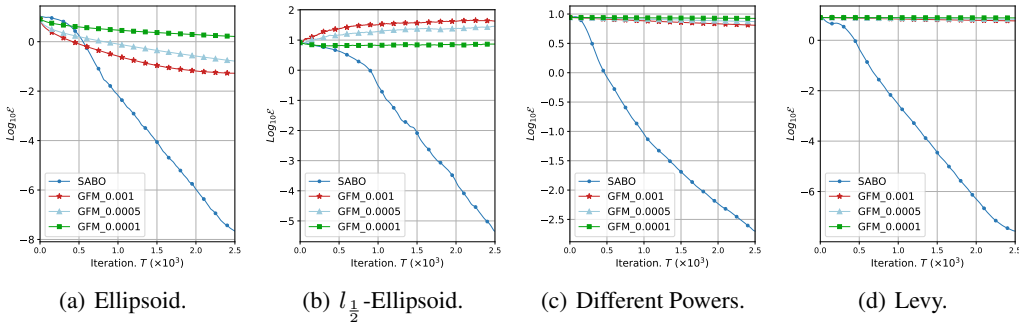 0
−2
−4
−6
−8
Log₁₀ℰ
SABO
GFM_0.001
GFM_0.0005
GFM_0.0001
0.0 0.5 1.0 1.5 2.0 2.5
Iteration. T (×10³)
(a) Ellipsoid.
2
1
0
−1
−2
−3
−4
−5
Log₁₀ℰ
SABO
GFM_0.001
GFM_0.0005
GFM_0.0001
0.0 0.5 1.0 1.5 2.0 2.5
Iteration. T (×10³)
(b) l_{1/2}-Ellipsoid.
1.0
0.5
0.0
−0.5
−1.0
−1.5
−2.0
−2.5
Log₁₀ℰ
SABO
GFM_0.001
GFM_0.0005
GFM_0.0001
0.0 0.5 1.0 1.5 2.0 2.5
Iteration. T (×10³)
(c) Different Powers.
0
−2
−4
−6
Log₁₀ℰ
SABO
GFM_0.001
GFM_0.0005
GFM_0.0001
0.0 0.5 1.0 1.5 2.0 2.5
Iteration. T (×10³)
(d) Levy.